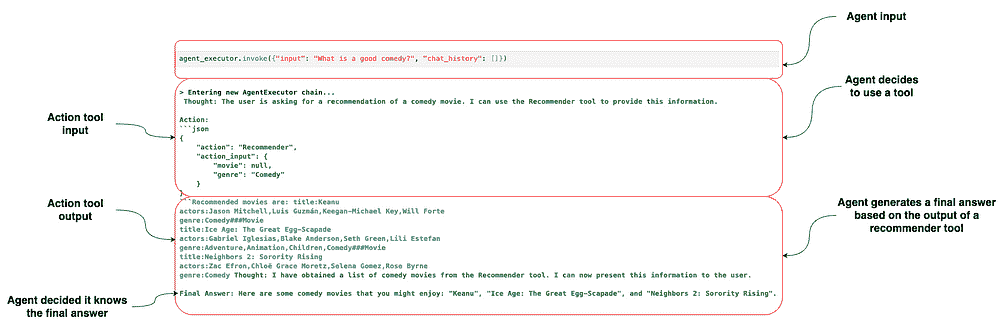 Agent input
agent_executor.invoke({"input": "What is a good comedy?", "chat_history": []})
> Entering new AgentExecutor chain...
Thought: The user is asking for a recommendation of a comedy movie. I can use the Recommender tool to provide this information.
Agent decides
to use a tool
Action:
```json
{
"action": "Recommender",
"action_input": {
"movie": null,
"genre": "Comedy"
}
}
Action tool
input
```Recommended movies are: title:Keanu
actors:Jason Mitchell,Luis Guzmán,Keegan-Michael Key,Will Forte
genre:Comedy###Movie
title:Ice Age: The Great Egg-Scapade
actors:Gabriel Iglesias,Blake Anderson,Seth Green,Lili Estefan
genre:Adventure,Animation,Children,Comedy###Movie
title:Neighbors 2: Sorority Rising
actors:Zac Efron,Chloë Grace Moretz,Selena Gomez,Rose Byrne
genre:Comedy Thought: I have obtained a list of comedy movies from the Recommender tool. I can now present this information to the user.
Action tool
output
Agent generates a final answer
based on the output of a
recommender tool
Final Answer: Here are some comedy movies that you might enjoy: "Keanu", "Ice Age: The Great Egg-Scapade", and "Neighbors 2: Sorority Rising".
Agent decided it knows
the final answer